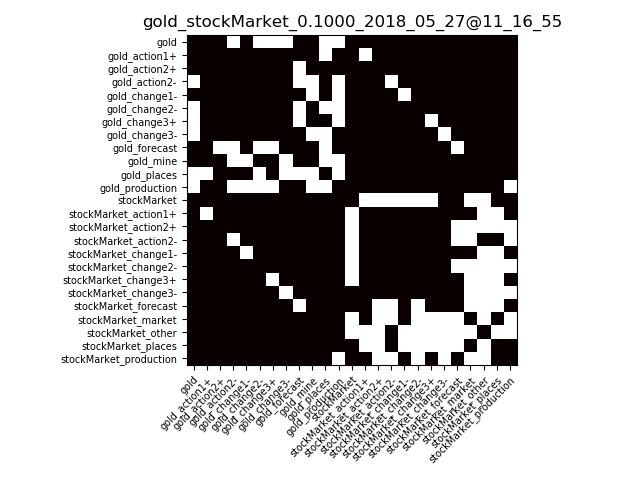 gold_stockMarket_0.1000_2018_05_27@11_16_55
gold
gold_action1+
gold_action2+
gold_action2-
gold_change1-
gold_change2-
gold_change3+
gold_change3-
gold_forecast
gold_mine
gold_places
gold_production
stockMarket
stockMarket_action1+
stockMarket_action2+
stockMarket_action2-
stockMarket_change1-
stockMarket_change2-
stockMarket_change3+
stockMarket_change3-
stockMarket_forecast
stockMarket_market
stockMarket_other
stockMarket_places
stockMarket_production
gold
gold_action1+
gold_action2+
gold_action2-
gold_change1-
gold_change2-
gold_change3+
gold_change3-
gold_forecast
gold_mine
gold_places
gold_production
stockMarket
stockMarket_action1+
stockMarket_action2+
stockMarket_action2-
stockMarket_change1-
stockMarket_change2-
stockMarket_change3+
stockMarket_change3-
stockMarket_forecast
stockMarket_market
stockMarket_other
stockMarket_places
stockMarket_production